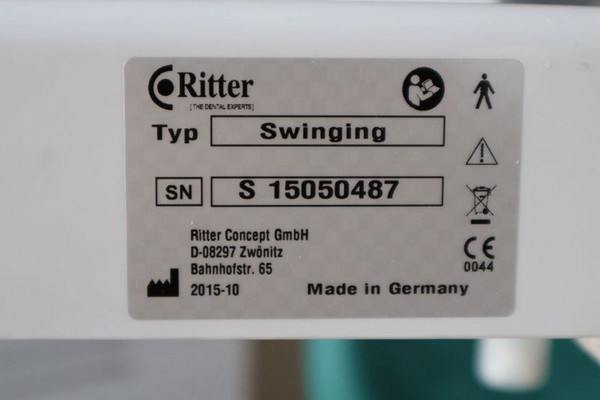 Ritter
[THE DENTAL EXPERTS]
Typ Swinging
SN S 15050487
Ritter Concept GmbH
D-08297 Zwönitz
Bahnhofstr. 65
2015-10
Made in Germany
CE
0044